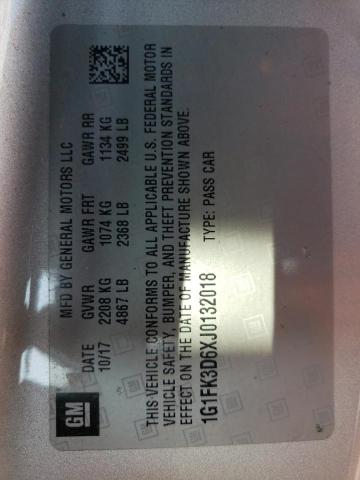 GM
MFD BY GENERAL MOTORS LLC
DATE GVWR GAWR FRT GAWR RR
10/17 2208 KG 1074 KG 1134 KG
4867 LB 2368 LB 2499 LB
THIS VEHICLE CONFORMS TO ALL APPLICABLE U.S. FEDERAL MOTOR
VEHICLE SAFETY, BUMPER, AND THEFT PREVENTION STANDARDS IN
EFFECT ON THE DATE OF MANUFACTURE SHOWN ABOVE.
1G1FK3D6XJ0132018 TYPE: PASS CAR